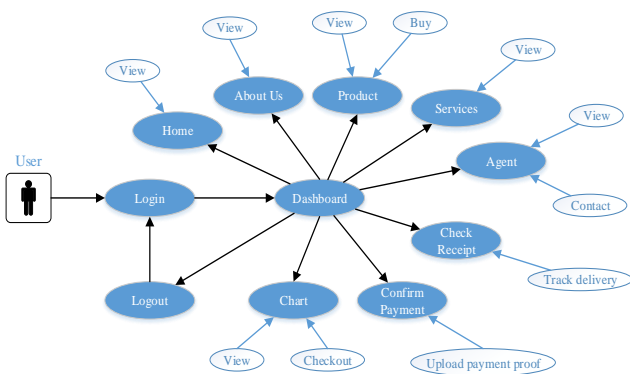 View
View
Buy
View
View
About Us
Product
Services
View
Home
User
Agent
Login
Dashboard
Contact
Check
Receipt
Track delivery
Logout
Chart
Confirm
Payment
View
Checkout
Upload payment proof